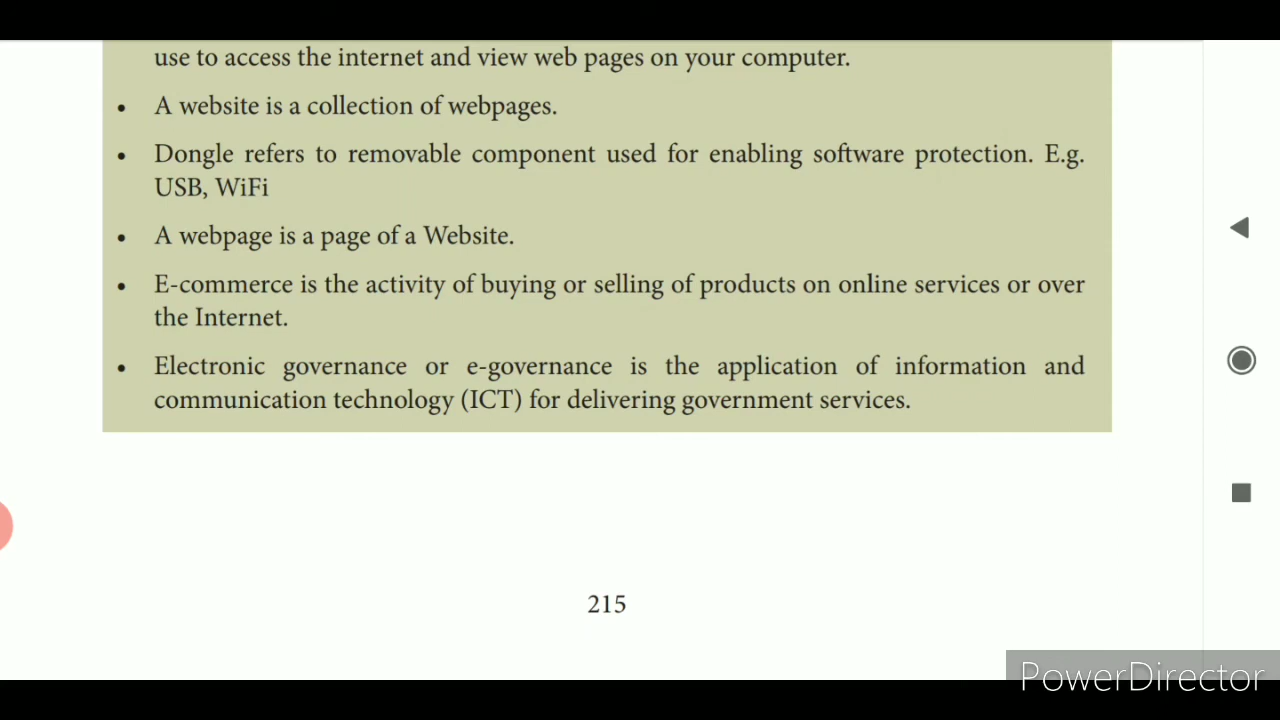 use to access the internet and view web pages on your computer.
• A website is a collection of webpages.
• Dongle refers to removable component used for enabling software protection. E.g.
USB, WiFi
• A webpage is a page of a Website.
• E-commerce is the activity of buying or selling of products on online services or over
the Internet.
• Electronic governance or e-governance is the application of information and
communication technology (ICT) for delivering government services.
215
PowerDirector